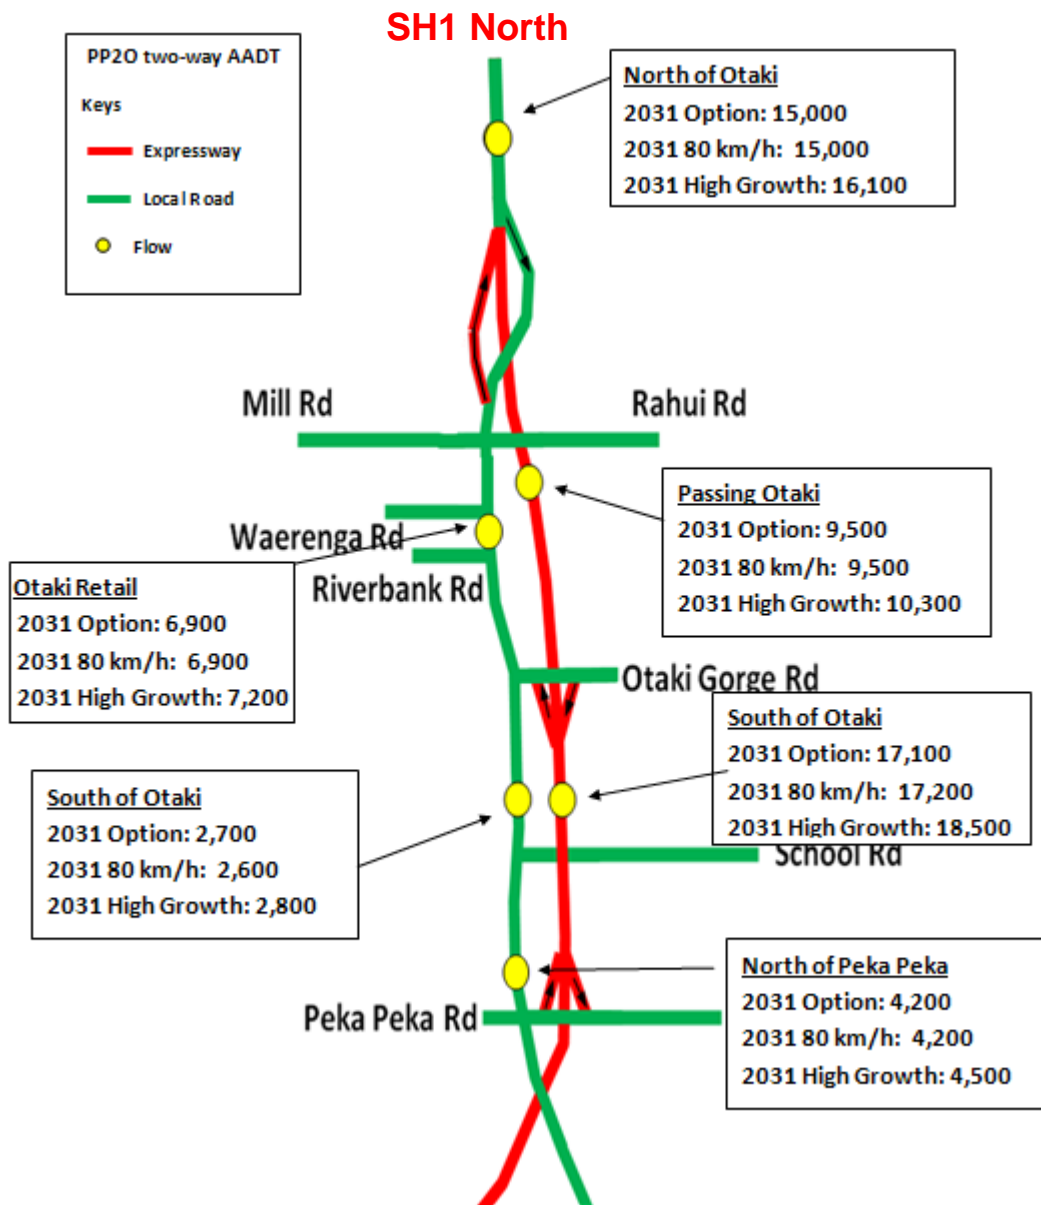 SH1 North
PP2O two-way AADT
Keys
Expressway
Local Road
Flow
North of Otaki
2031 Option: 15,000
2031 80 km/h: 15,000
2031 High Growth: 16,100
Mill Rd
Rahui Rd
Passing Otaki
2031 Option: 9,500
2031 80 km/h: 9,500
2031 High Growth: 10,300
Waerenga Rd
Riverbank Rd
Otaki Retail
2031 Option: 6,900
2031 80 km/h: 6,900
2031 High Growth: 7,200
Otaki Gorge Rd
South of Otaki
2031 Option: 17,100
2031 80 km/h: 17,200
2031 High Growth: 18,500
South of Otaki
2031 Option: 2,700
2031 80 km/h: 2,600
2031 High Growth: 2,800
School Rd
North of Peka Peka
2031 Option: 4,200
2031 80 km/h: 4,200
2031 High Growth: 4,500
Peka Peka Rd